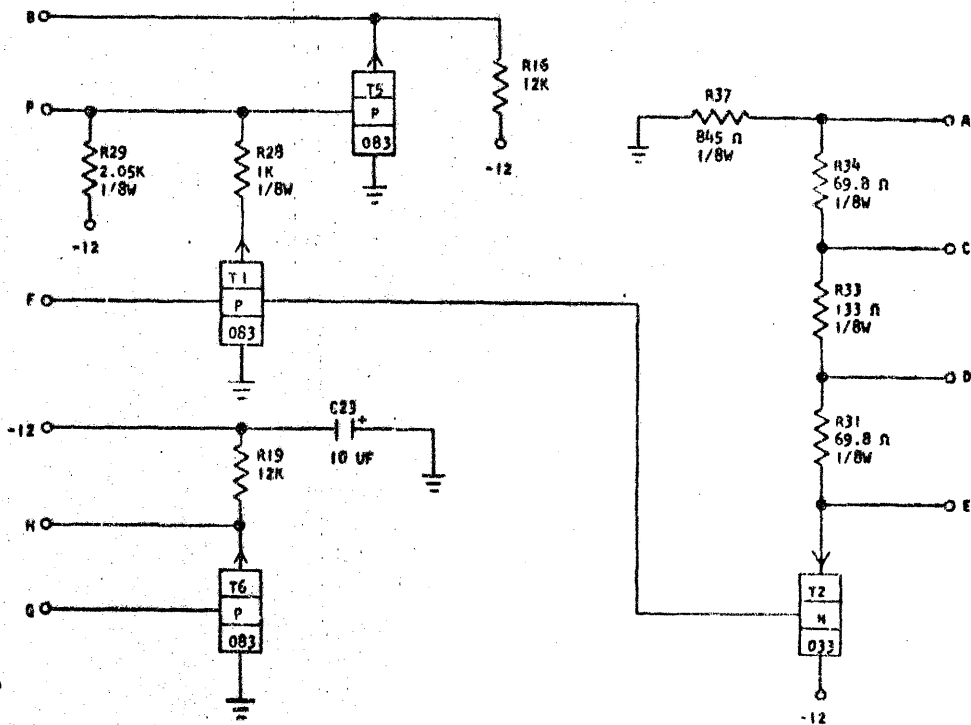 B
R16
12K
-12
T5
P
083
P
R29
2.05K
1/8W
-12
R28
1K
1/8W
R37
845 Ω
1/8W
A
R34
69.8 Ω
1/8W
C
F
T1
P
083
R33
133 Ω
1/8W
D
-12
C23
+
10 UF
R19
12K
R31
69.8 Ω
1/8W
H
E
G
T6
P
083
T2
N
033
-12